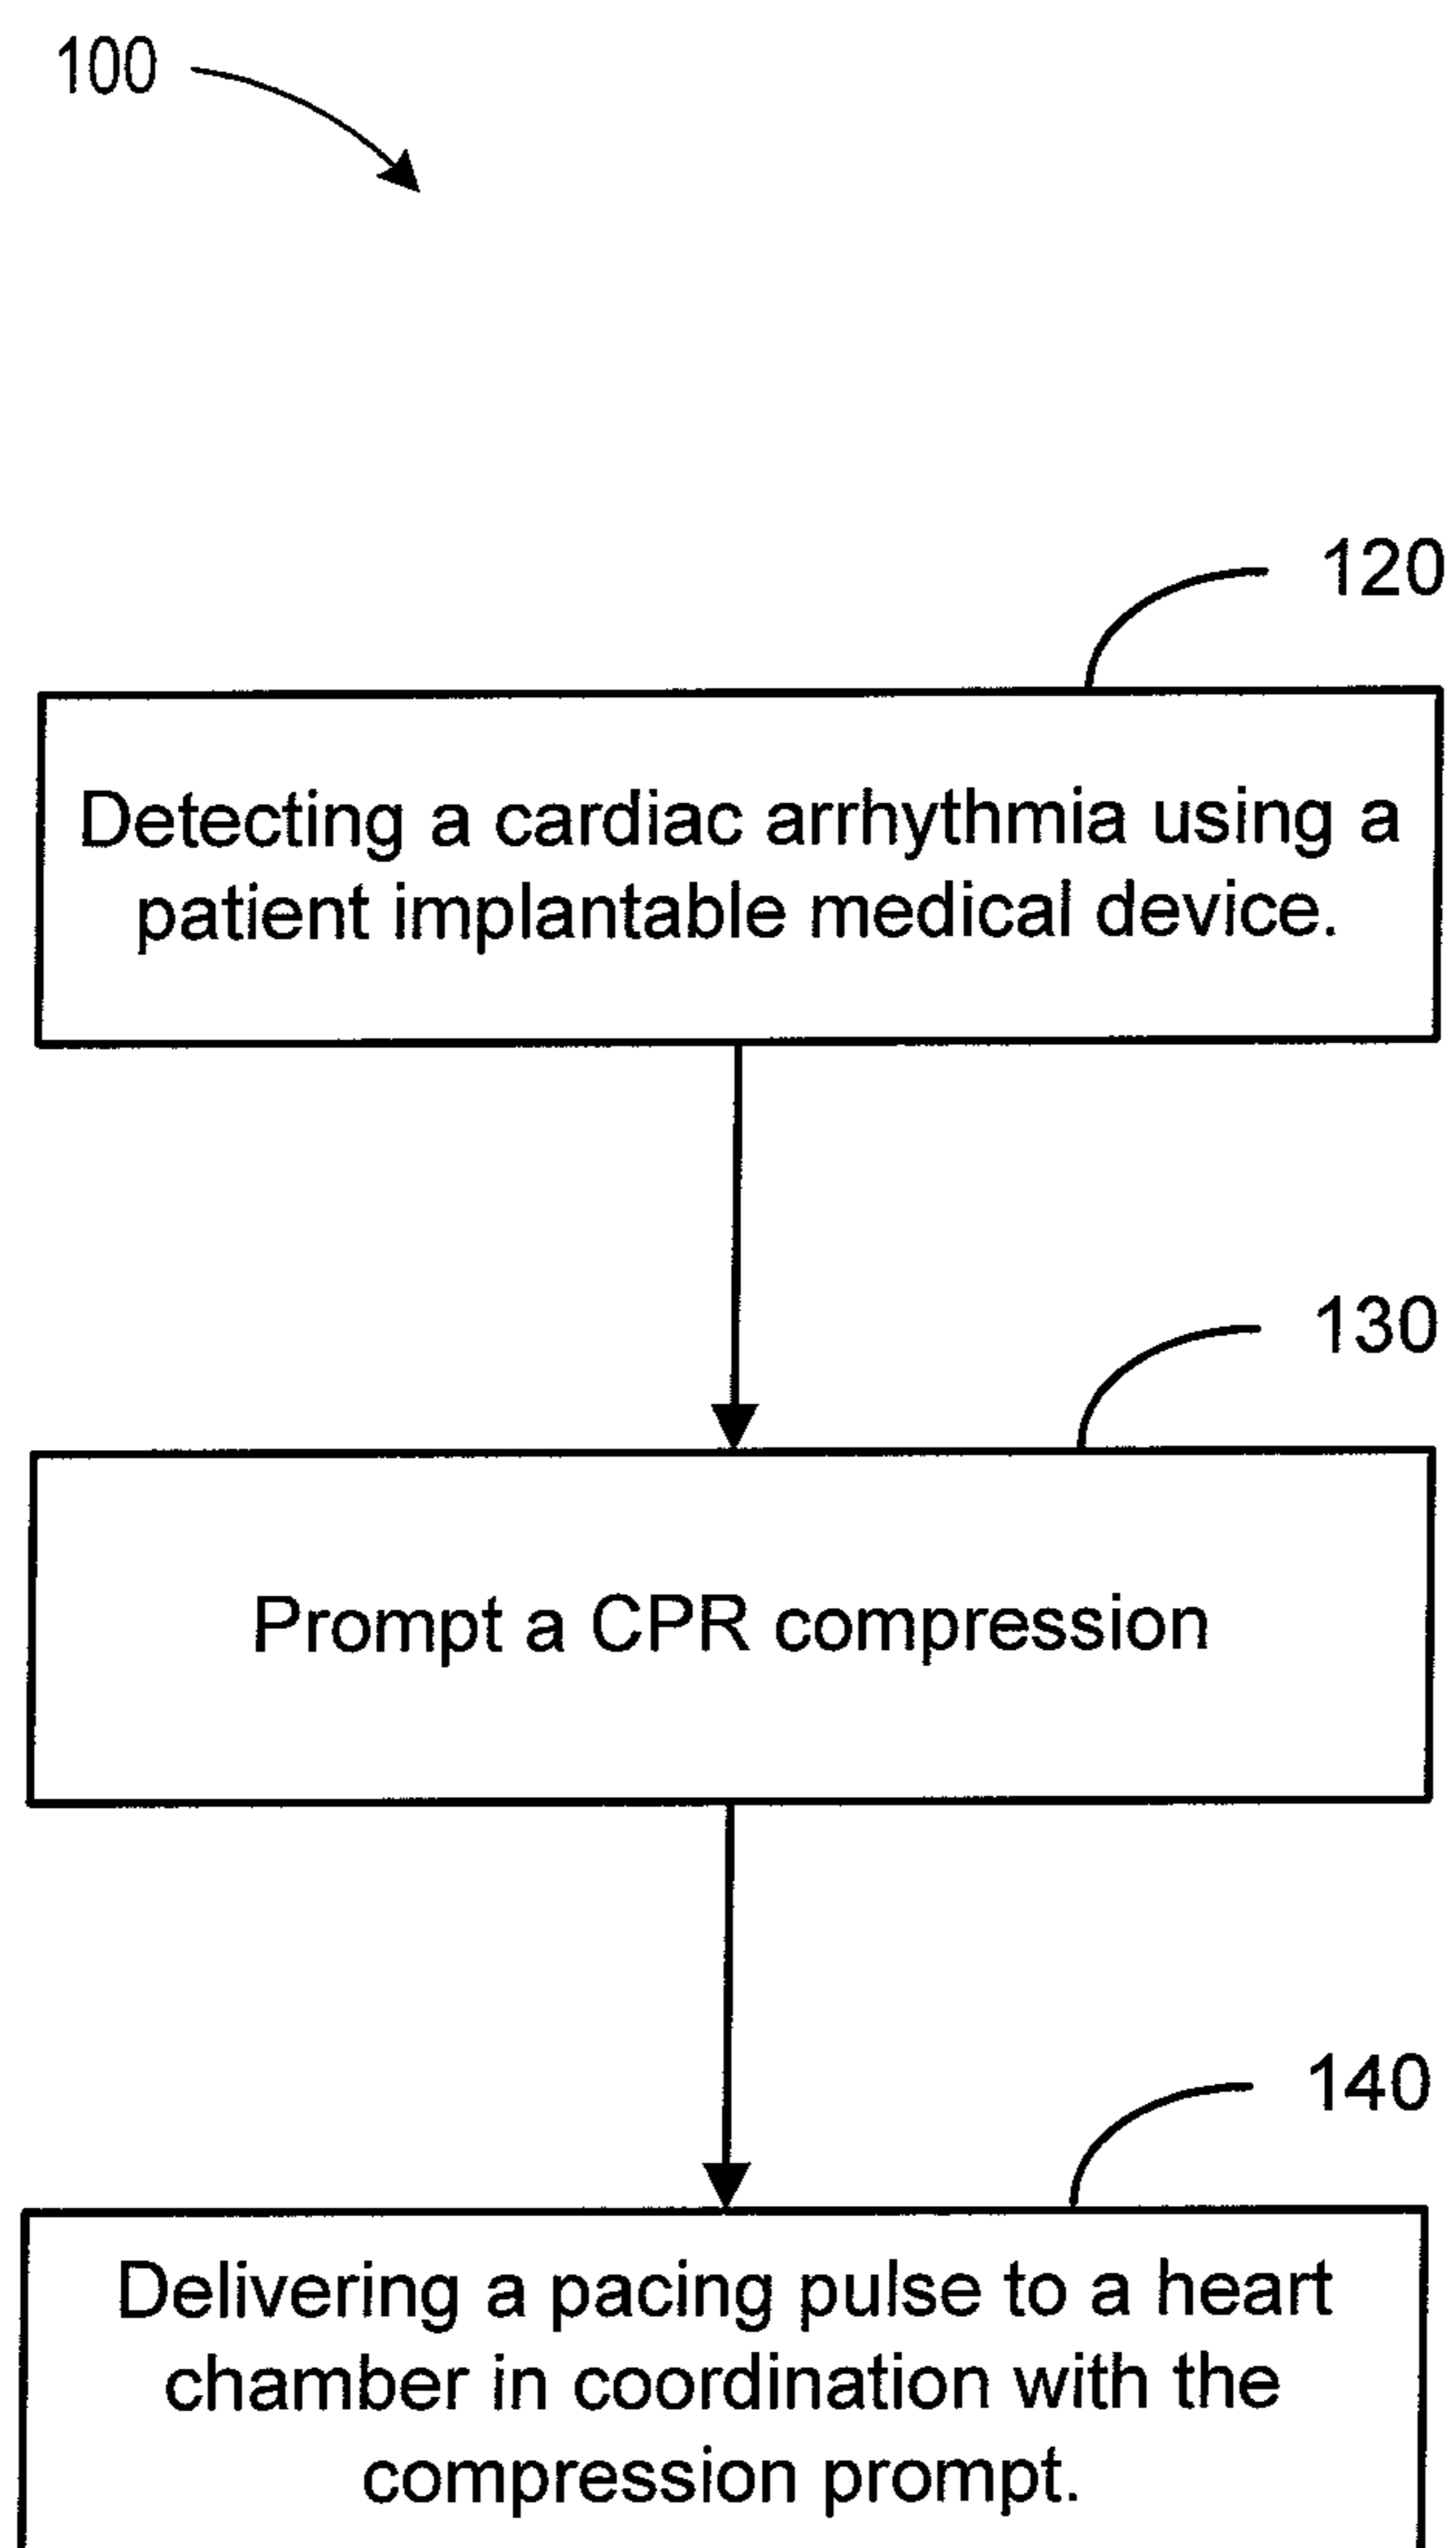 100
120
Detecting a cardiac arrhythmia using a
patient implantable medical device.
130
Prompt a CPR compression
140
Delivering a pacing pulse to a heart
chamber in coordination with the
compression prompt.